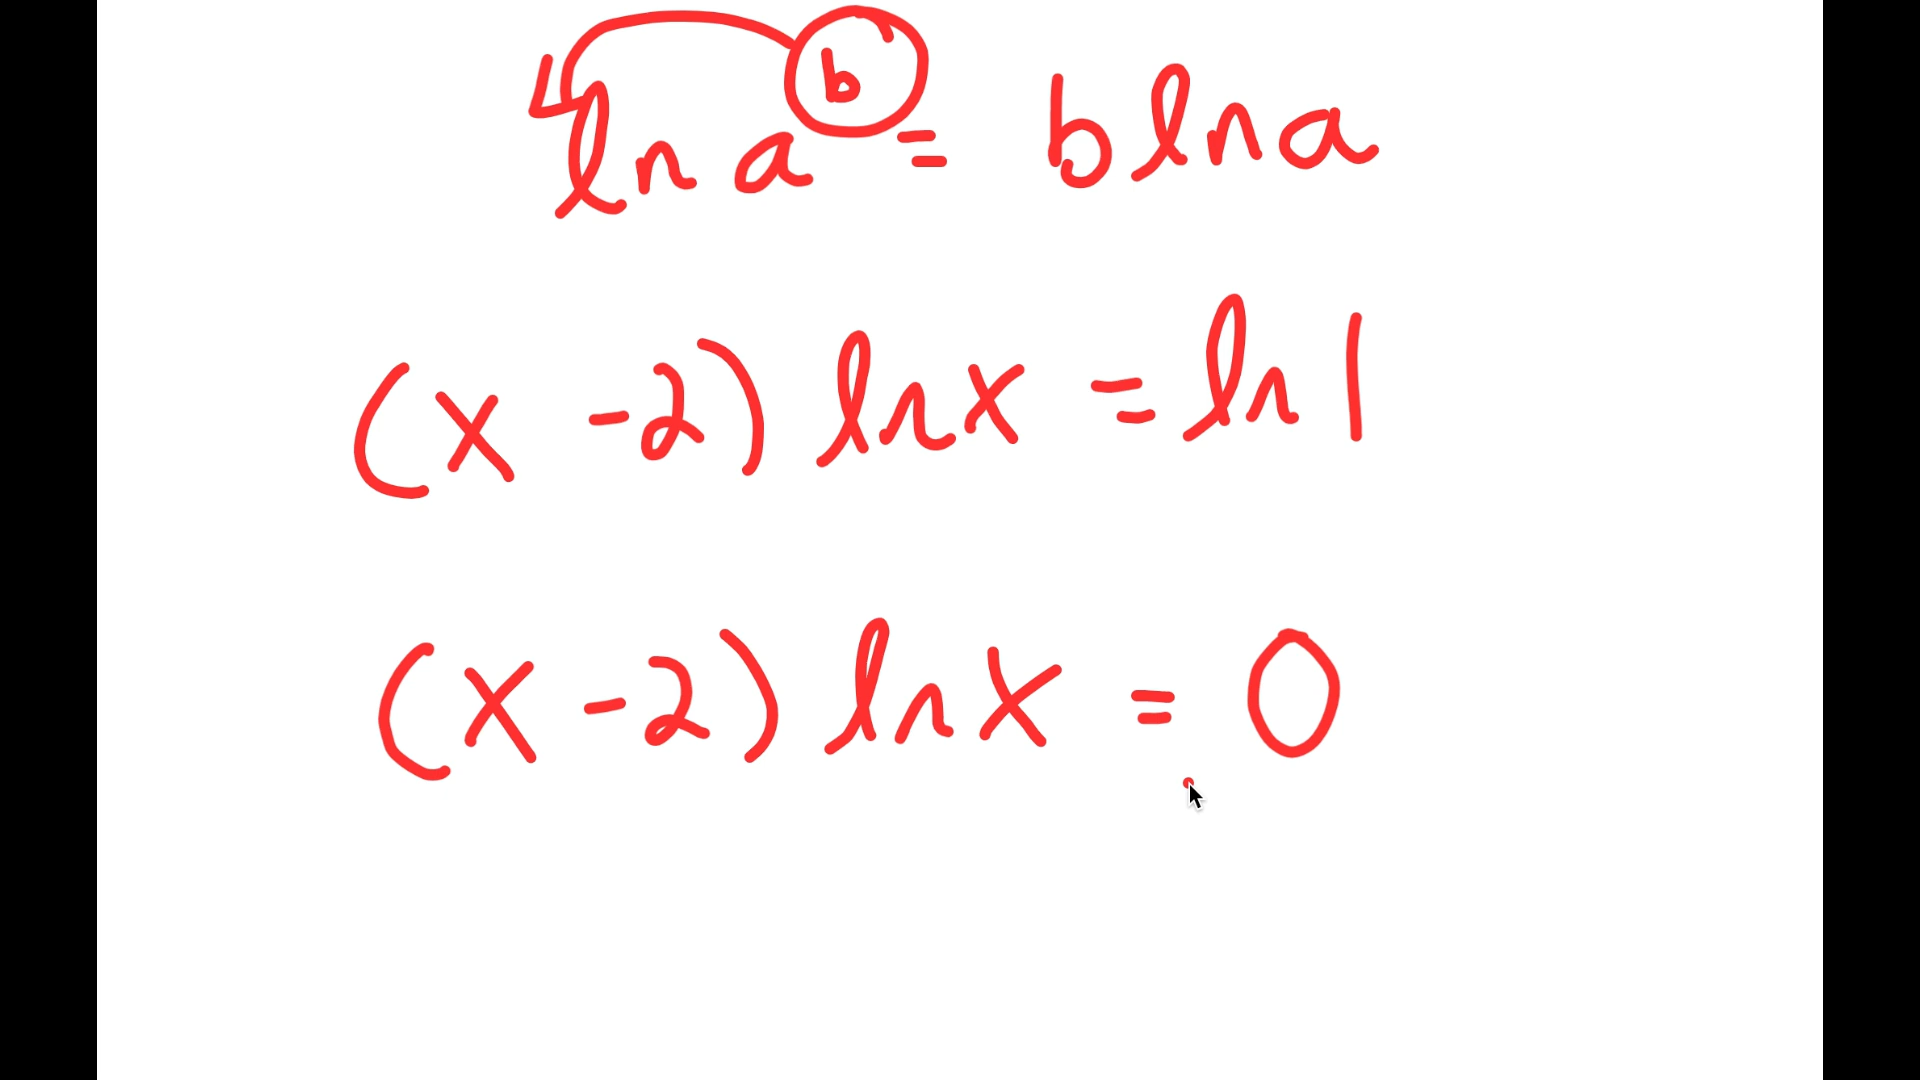 ln a^b = b ln a
(x - 2) ln x = ln 1
(x - 2) ln x = 0